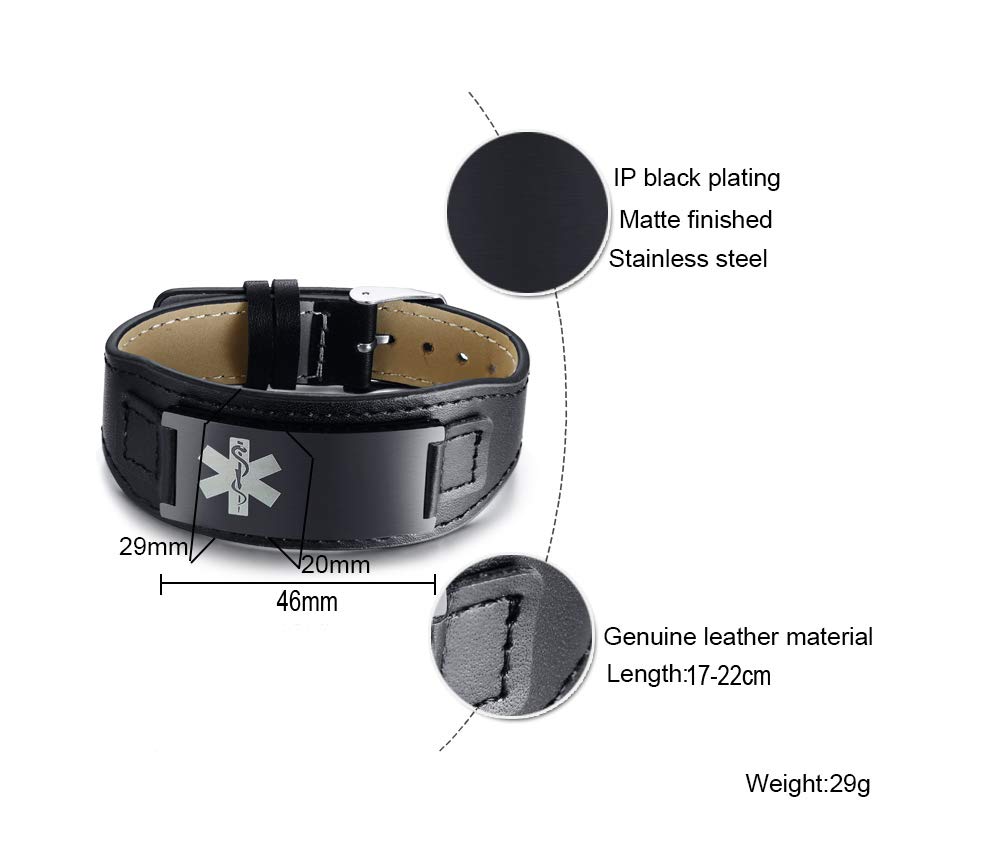 IP black plating
Matte finished
Stainless steel
29mm
20mm
46mm
Genuine leather material
Length:17-22cm
Weight:29g